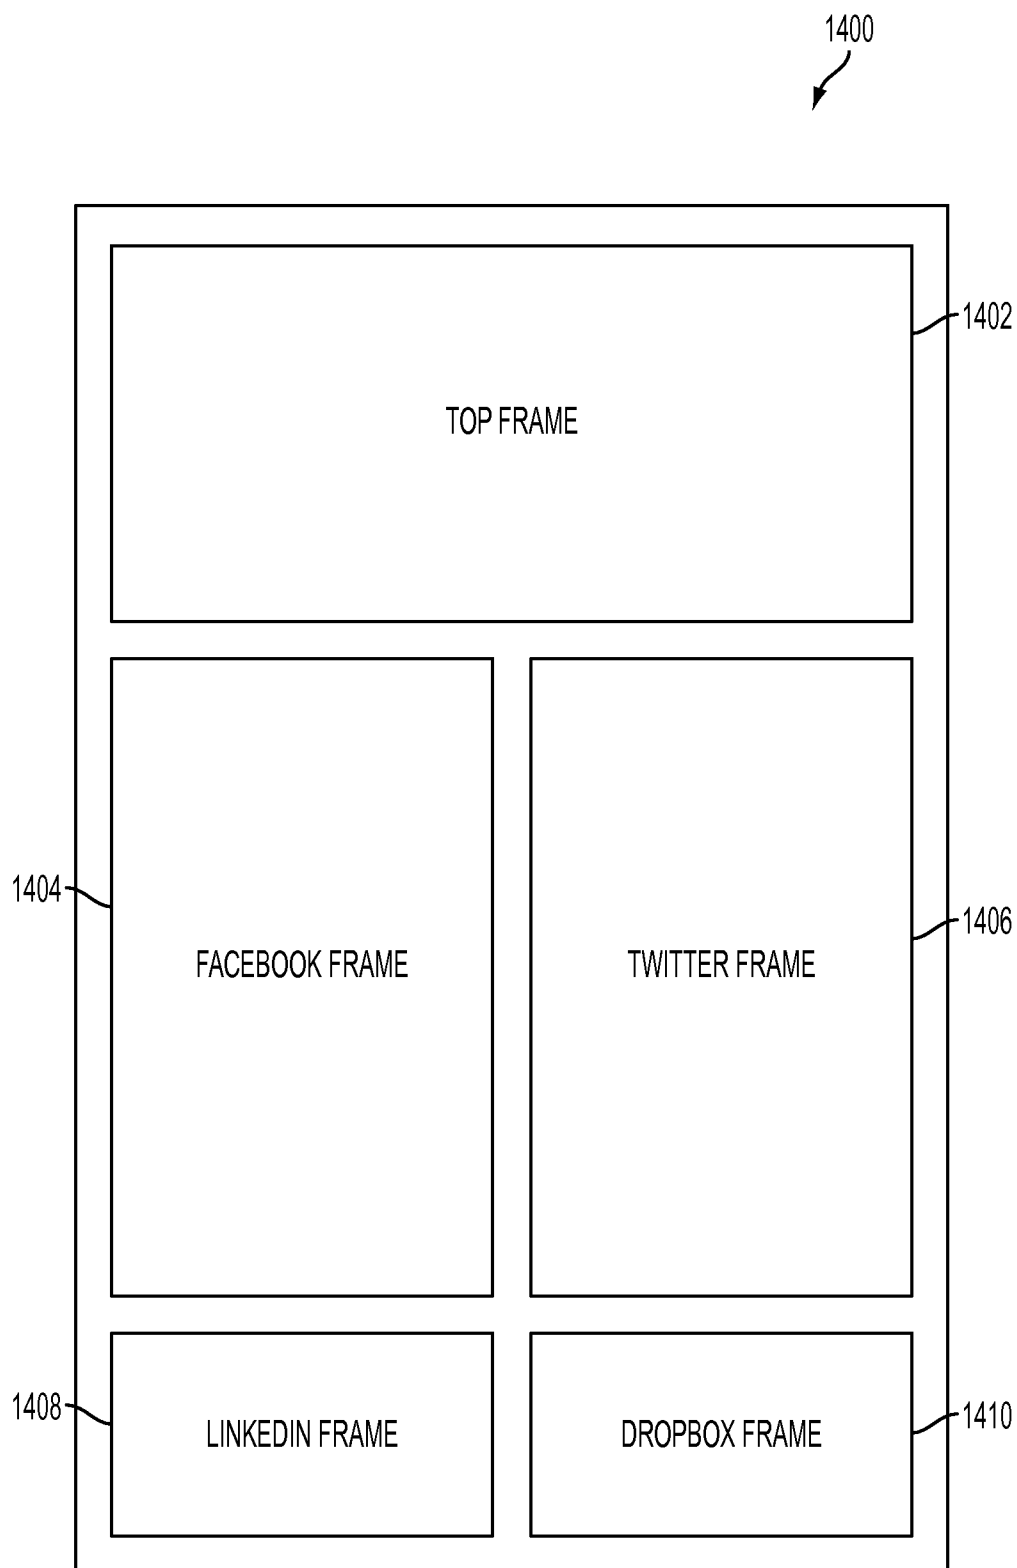 1400
1402
TOP FRAME
1404
1406
FACEBOOK FRAME
TWITTER FRAME
1408
1410
LINKEDIN FRAME
DROPBOX FRAME